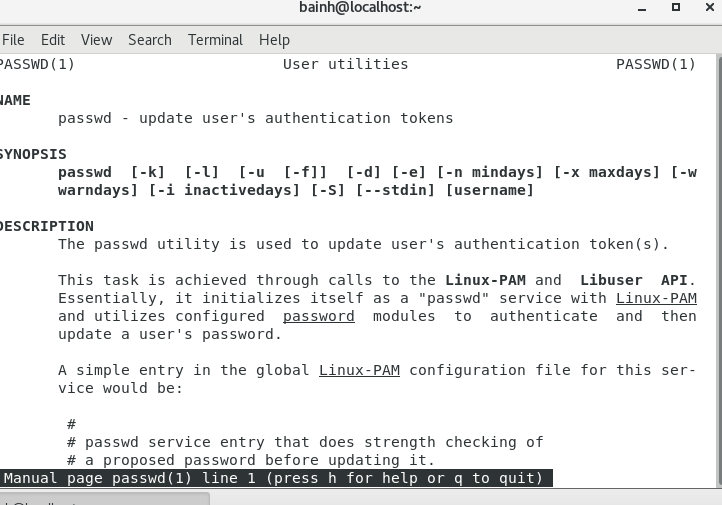 bainh@localhost:~
File Edit View Search Terminal Help
PASSWD(1) User utilities PASSWD(1)
NAME
passwd - update user's authentication tokens
SYNOPSIS
passwd [-k] [-l] [-u [-f]] [-d] [-e] [-n mindays] [-x maxdays] [-w
warndays] [-i inactivedays] [-S] [--stdin] [username]
DESCRIPTION
The passwd utility is used to update user's authentication token(s).
This task is achieved through calls to the Linux-PAM and Libuser API.
Essentially, it initializes itself as a "passwd" service with Linux-PAM
and utilizes configured password modules to authenticate and then
update a user's password.
A simple entry in the global Linux-PAM configuration file for this ser-
vice would be:
#
# passwd service entry that does strength checking of
# a proposed password before updating it.
Manual page passwd(1) line 1 (press h for help or q to quit)